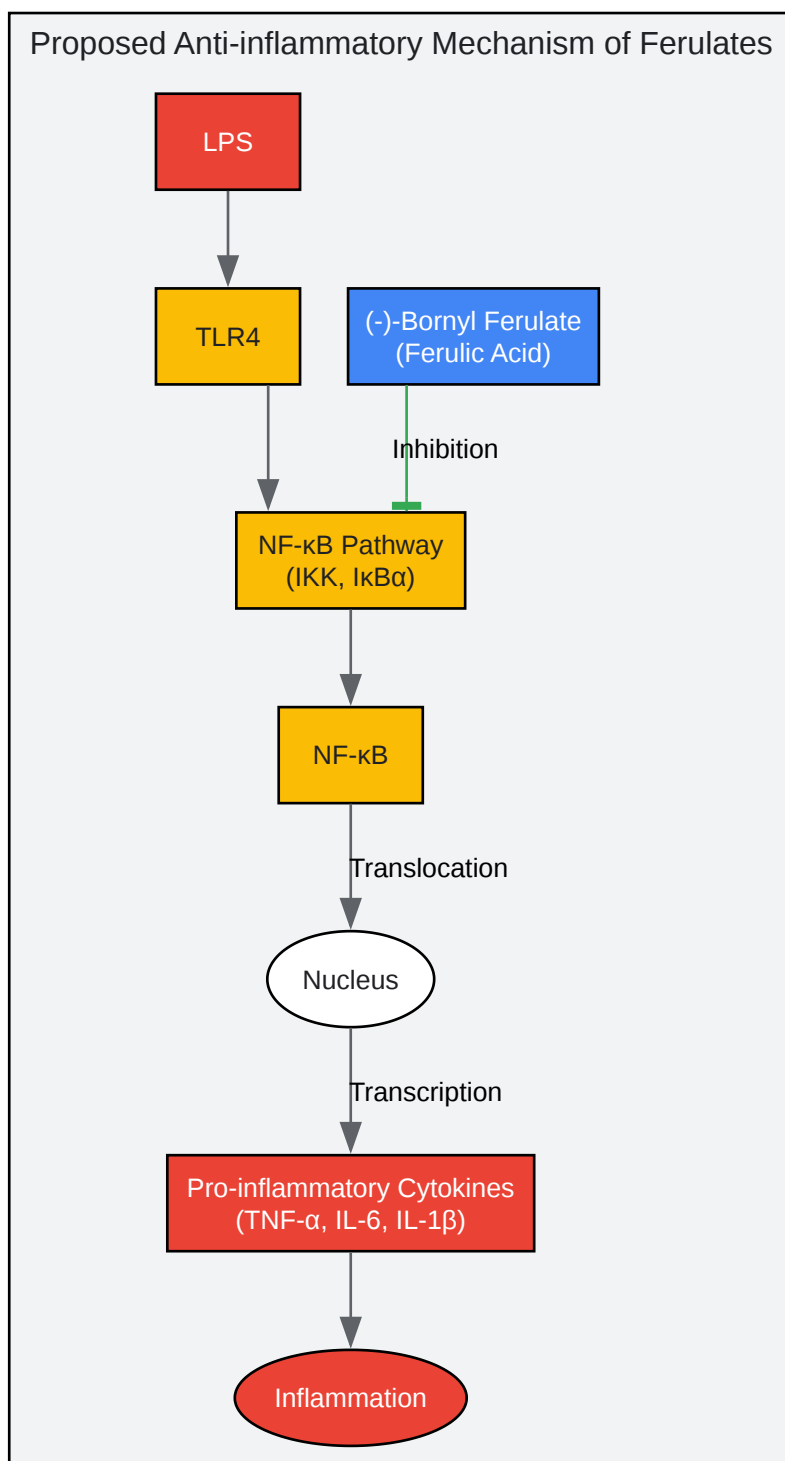 Proposed Anti-inflammatory Mechanism of Ferulates
LPS
TLR4
(-)-Bornyl Ferulate
(Ferulic Acid)
Inhibition
NF-κB Pathway
(IKK, IκBα)
NF-κB
Translocation
Nucleus
Transcription
Pro-inflammatory Cytokines
(TNF-α, IL-6, IL-1β)
Inflammation